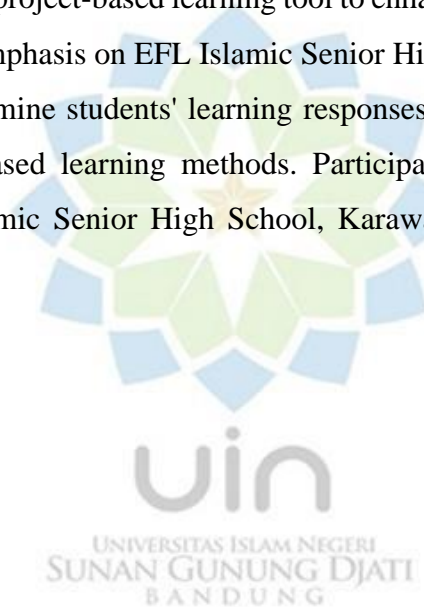 project-based learning tool to enha
nphasis on EFL Islamic Senior Hi
mine students' learning responses
ased learning methods. Participa
mic Senior High School, Karaw
uin
UNIVERSITAS ISLAM NEGERI
SUNAN GUNUNG DJATI
BANDUNG